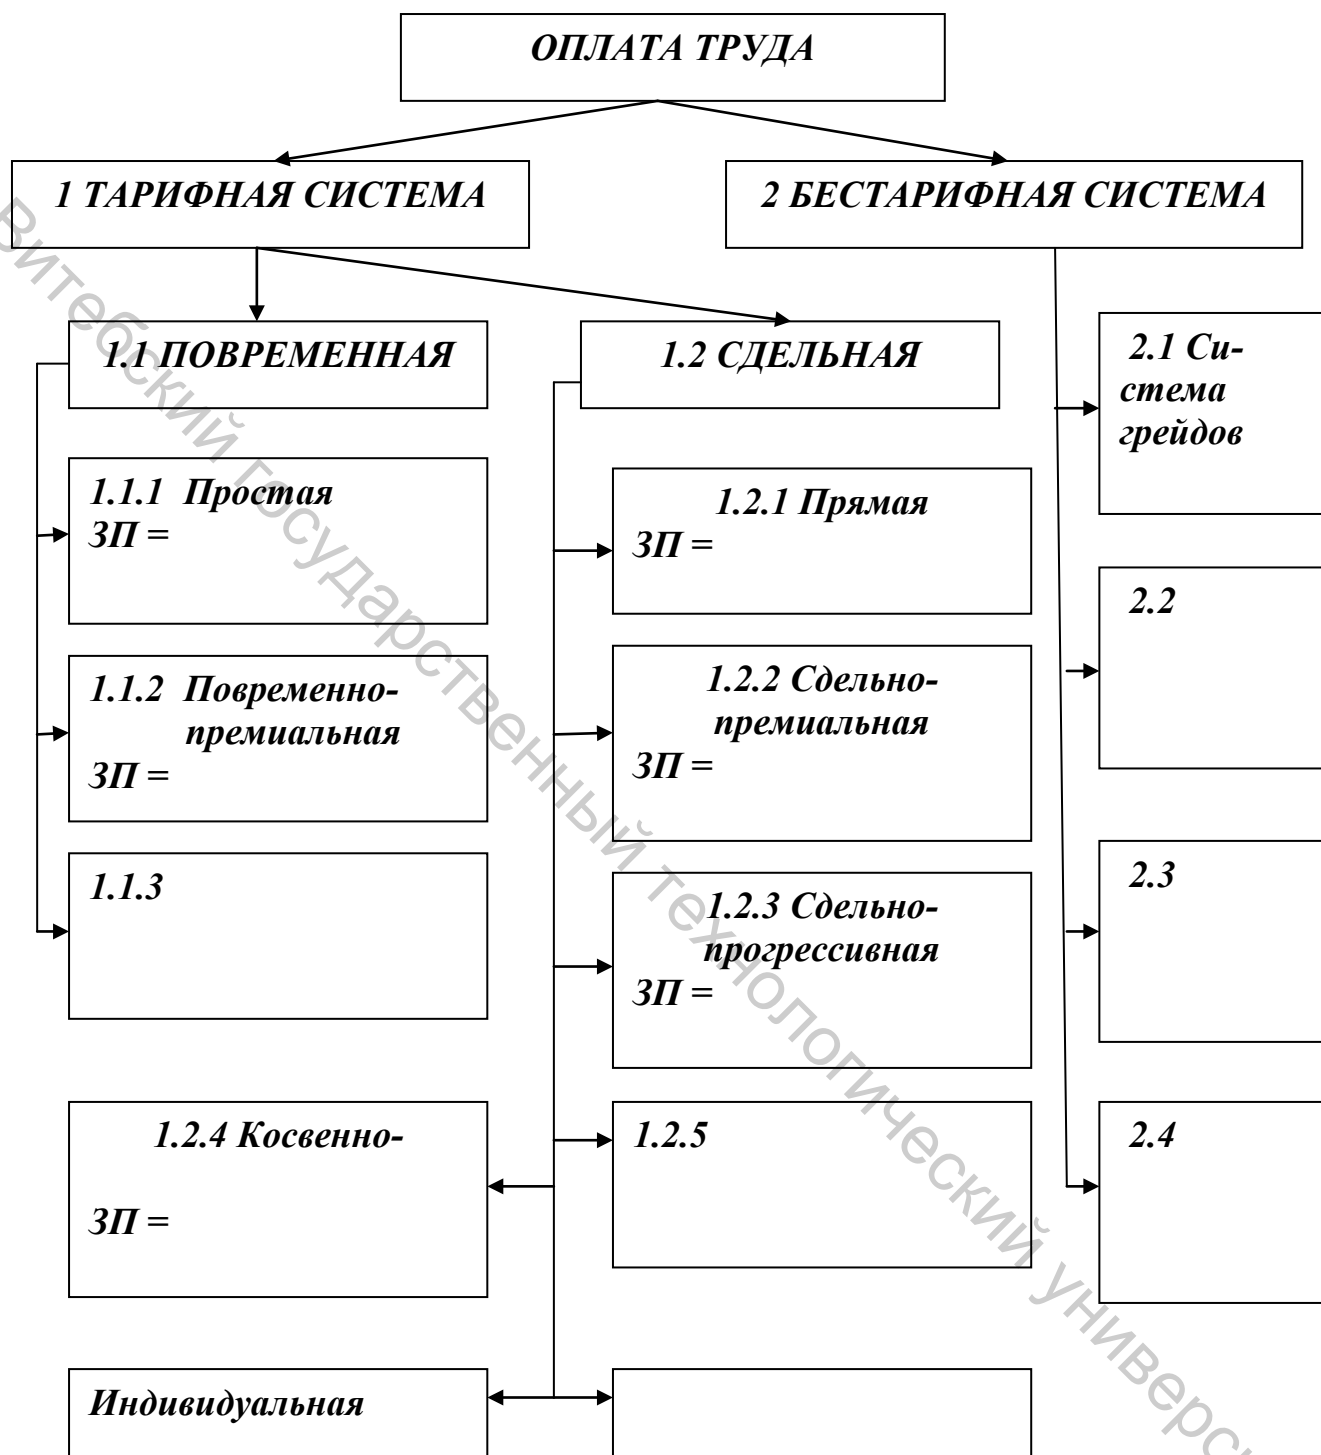 ОПЛАТА ТРУДА
1 ТАРИФНАЯ СИСТЕМА
2 БЕСТАРИФНАЯ СИСТЕМА
1.1 ПОВРЕМЕННАЯ
1.2 СДЕЛЬНАЯ
2.1 Си-
стема
грейдов
1.1.1 Простая
ЗП =
1.2.1 Прямая
ЗП =
2.2
1.1.2 Повременно-
премиальная
ЗП =
1.2.2 Сдельно-
премиальная
ЗП =
2.3
1.1.3
1.2.3 Сдельно-
прогрессивная
ЗП =
1.2.4 Косвенно-
ЗП =
1.2.5
2.4
Индивидуальная
Витебский государственный технологический